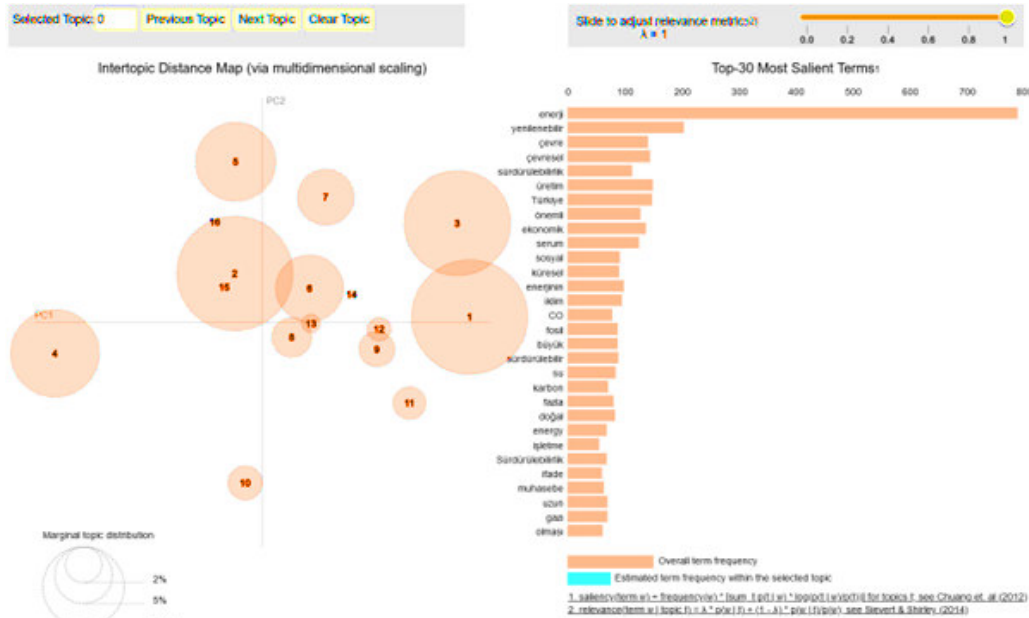 Selected Topic: 0 Previous Topic Next Topic Clear Topic
Slide to adjust relevance metric:(2)
λ = 1
0.0 0.2 0.4 0.6 0.8 1
Intertopic Distance Map (via multidimensional scaling)
PC2
PC1
5
7
3
16
2
15
6
14
1
13
12
8
9
4
11
10
Marginal topic distribution
2%
5%
Top-30 Most Salient Terms1
0 100 200 300 400 500 600 700 800
enerji
yenilenebilir
çevre
çevresel
sürdürülebilirlik
üretim
Türkiye
önemli
ekonomik
serum
sosyal
küresel
enerjinin
iklim
CO
fosil
büyük
sürdürülebilir
su
karbon
fazla
doğal
energy
işletme
Sürdürülebilirlik
ifade
muhasebe
uzun
gazı
olması
Overall term frequency
Estimated term frequency within the selected topic
1. saliency(term w) = frequency(w) * [sum_t p(t | w) * log(p(t | w)/p(t))] for topics t; see Chuang et. al (2012)
2. relevance(term w | topic t) = λ * p(w | t) + (1 - λ) * p(w | t)/p(w); see Sievert & Shirley (2014)